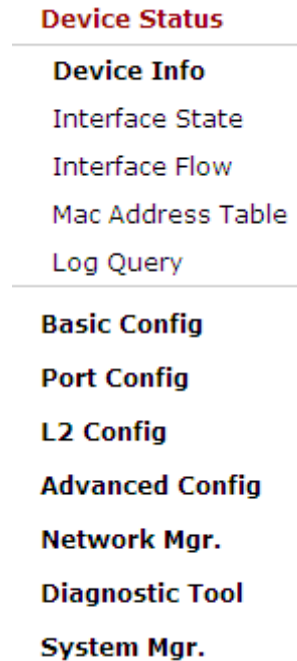 Device Status
Device Info
Interface State
Interface Flow
Mac Address Table
Log Query
Basic Config
Port Config
L2 Config
Advanced Config
Network Mgr.
Diagnostic Tool
System Mgr.